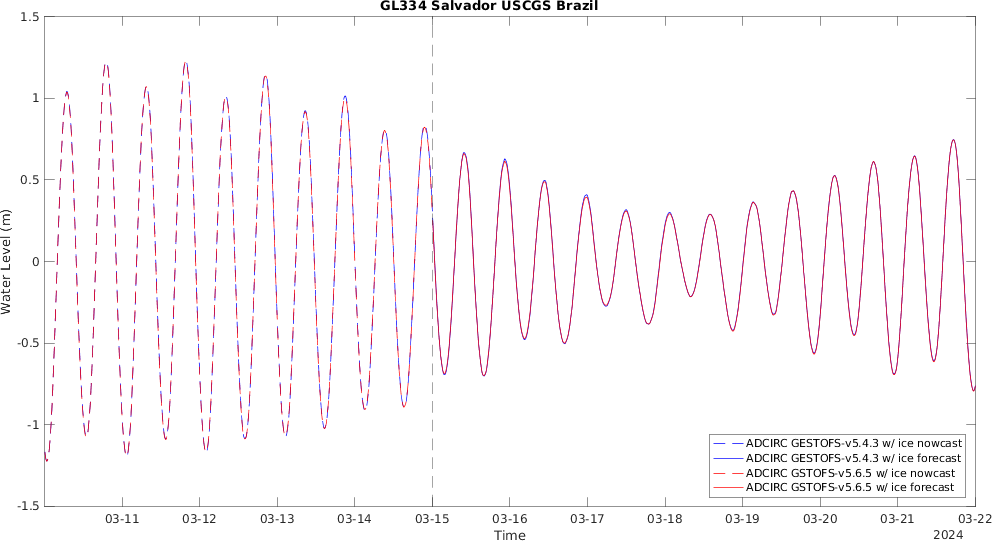 GL334 Salvador USCGS Brazil
1.5
1
0.5
0
-0.5
-1
-1.5
Water Level (m)
ADCIRC GESTOFS-v5.4.3 w/ ice nowcast
ADCIRC GESTOFS-v5.4.3 w/ ice forecast
ADCIRC GSTOFS-v5.6.5 w/ ice nowcast
ADCIRC GSTOFS-v5.6.5 w/ ice forecast
03-11 03-12 03-13 03-14 03-15 03-16 03-17 03-18 03-19 03-20 03-21 03-22
Time
2024